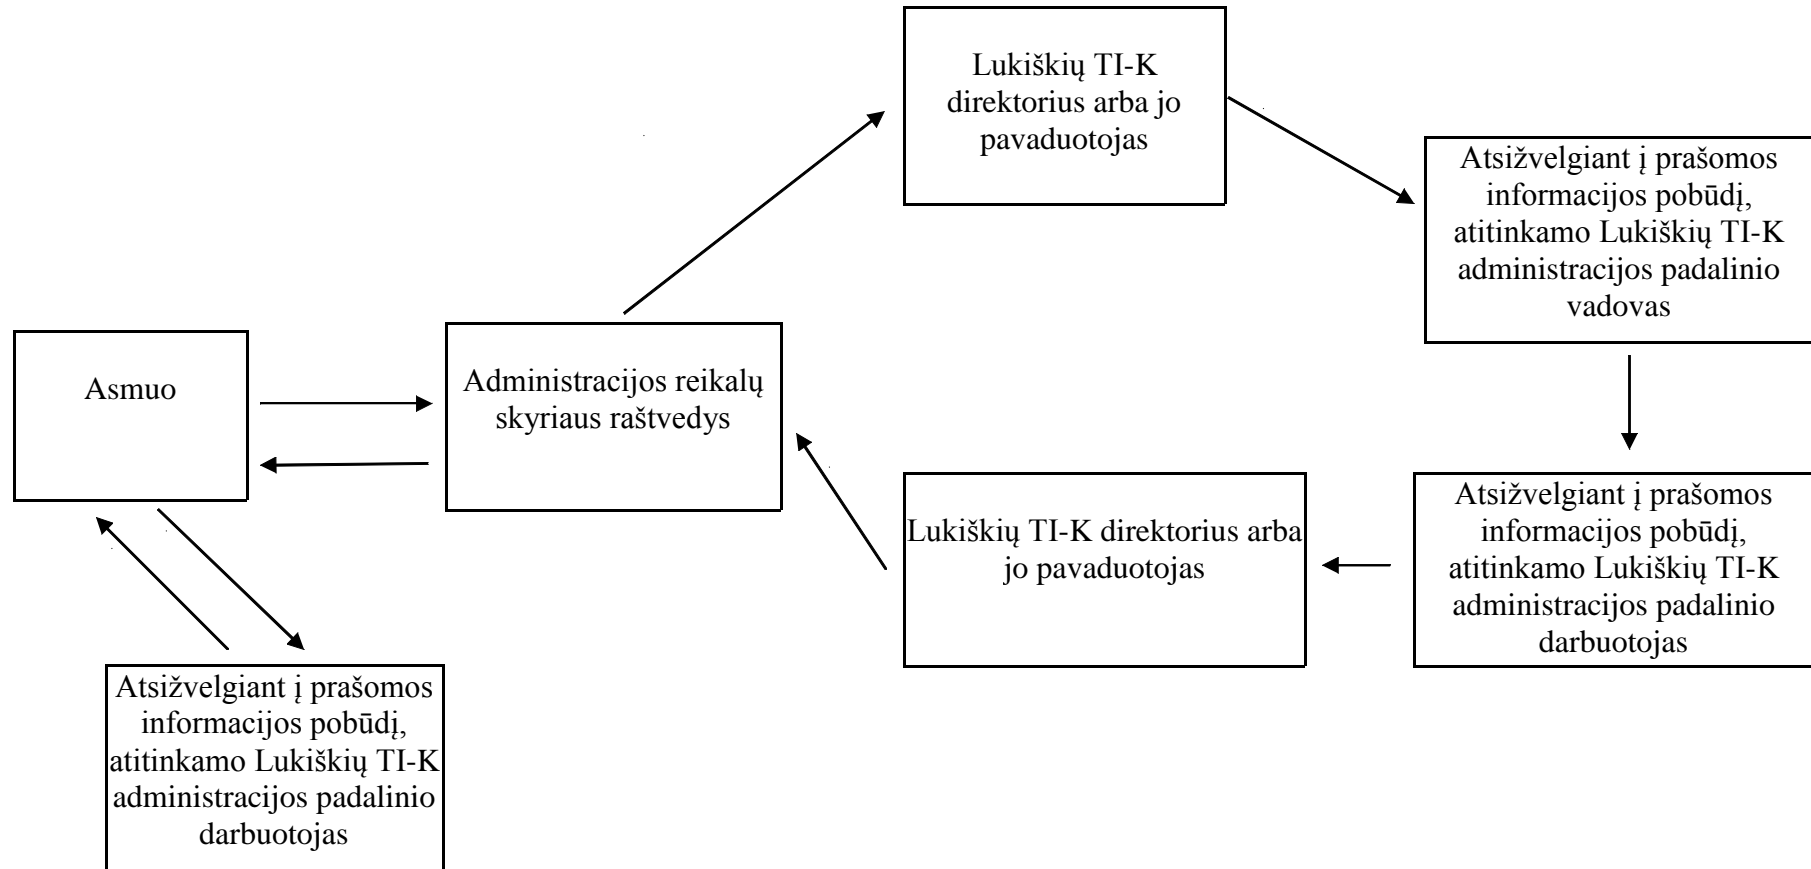 Lukiškių TI-K
direktorius arba jo
pavaduotojas
Atsižvelgiant į prašomos
informacijos pobūdį,
atitinkamo Lukiškių TI-K
administracijos padalinio
vadovas
Asmuo
Administracijos reikalų
skyriaus raštvedys
Lukiškių TI-K direktorius arba
jo pavaduotojas
Atsižvelgiant į prašomos
informacijos pobūdį,
atitinkamo Lukiškių TI-K
administracijos padalinio
darbuotojas
Atsižvelgiant į prašomos
informacijos pobūdį,
atitinkamo Lukiškių TI-K
administracijos padalinio
darbuotojas